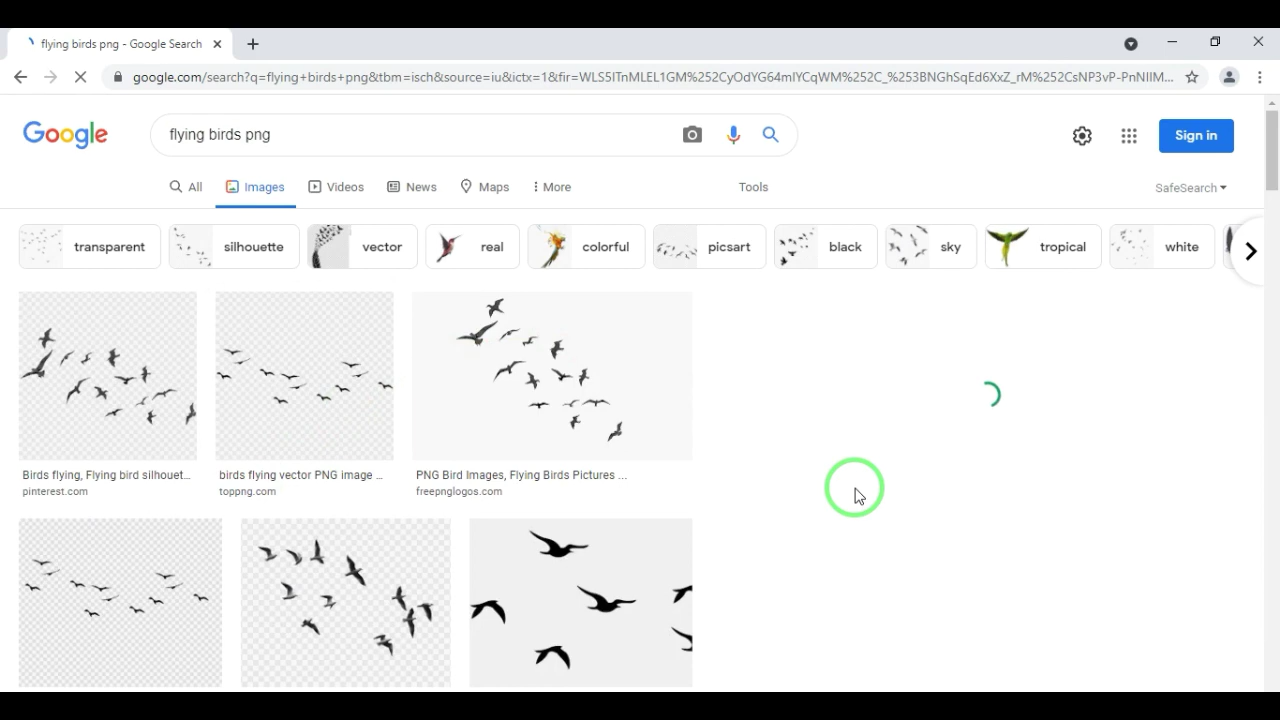 flying birds png - Google Search
google.com/search?q=flying+birds+png&tbm=isch&source=iu&ictx=1&fir=WLS5ITnMLEL1GM%252CyOdYG64mIYCqWM%252C_%253BNGhSqEd6XxZ_rM%252CsNP3vP-PnNIIM...
Google
flying birds png
Sign in
All
Images
Videos
News
Maps
More
Tools
SafeSearch
transparent
silhouette
vector
real
colorful
picsart
black
sky
tropical
white
Birds flying, Flying bird silhouet...
pinterest.com
birds flying vector PNG image ...
toppng.com
PNG Bird Images, Flying Birds Pictures ...
freepnglogos.com